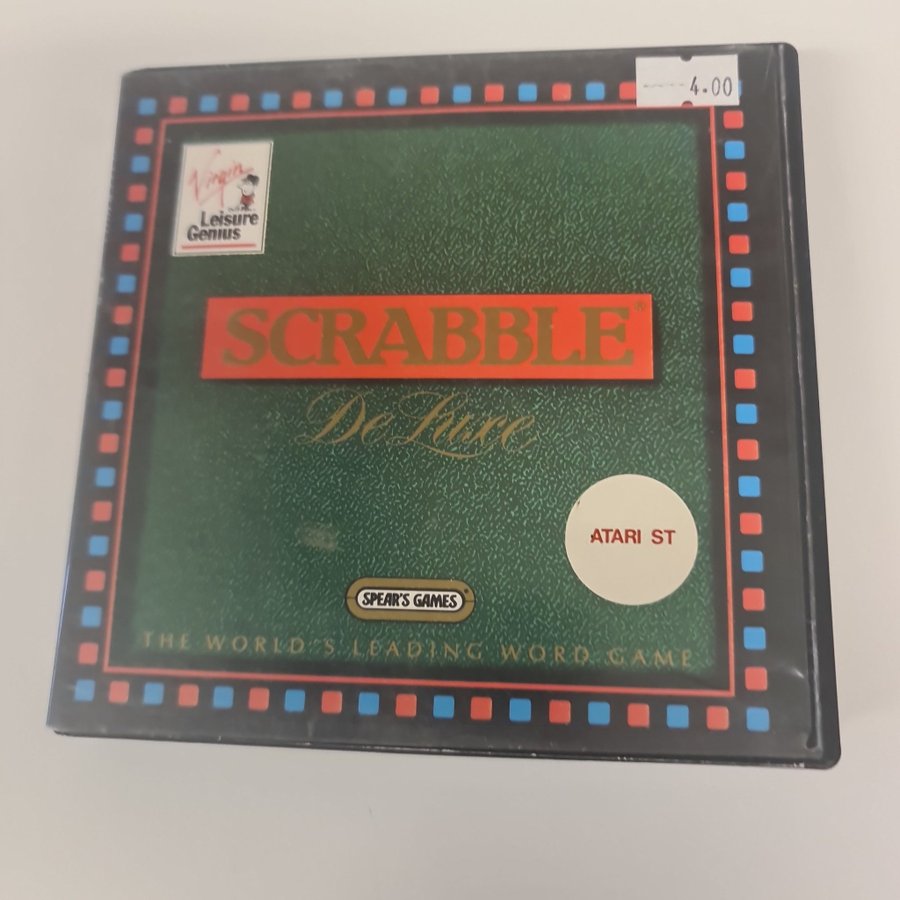 4.00
Virgin
Leisure
Genius
SCRABBLE®
De Luxe
ATARI ST
SPEAR'S GAMES
THE WORLD'S LEADING WORD GAME